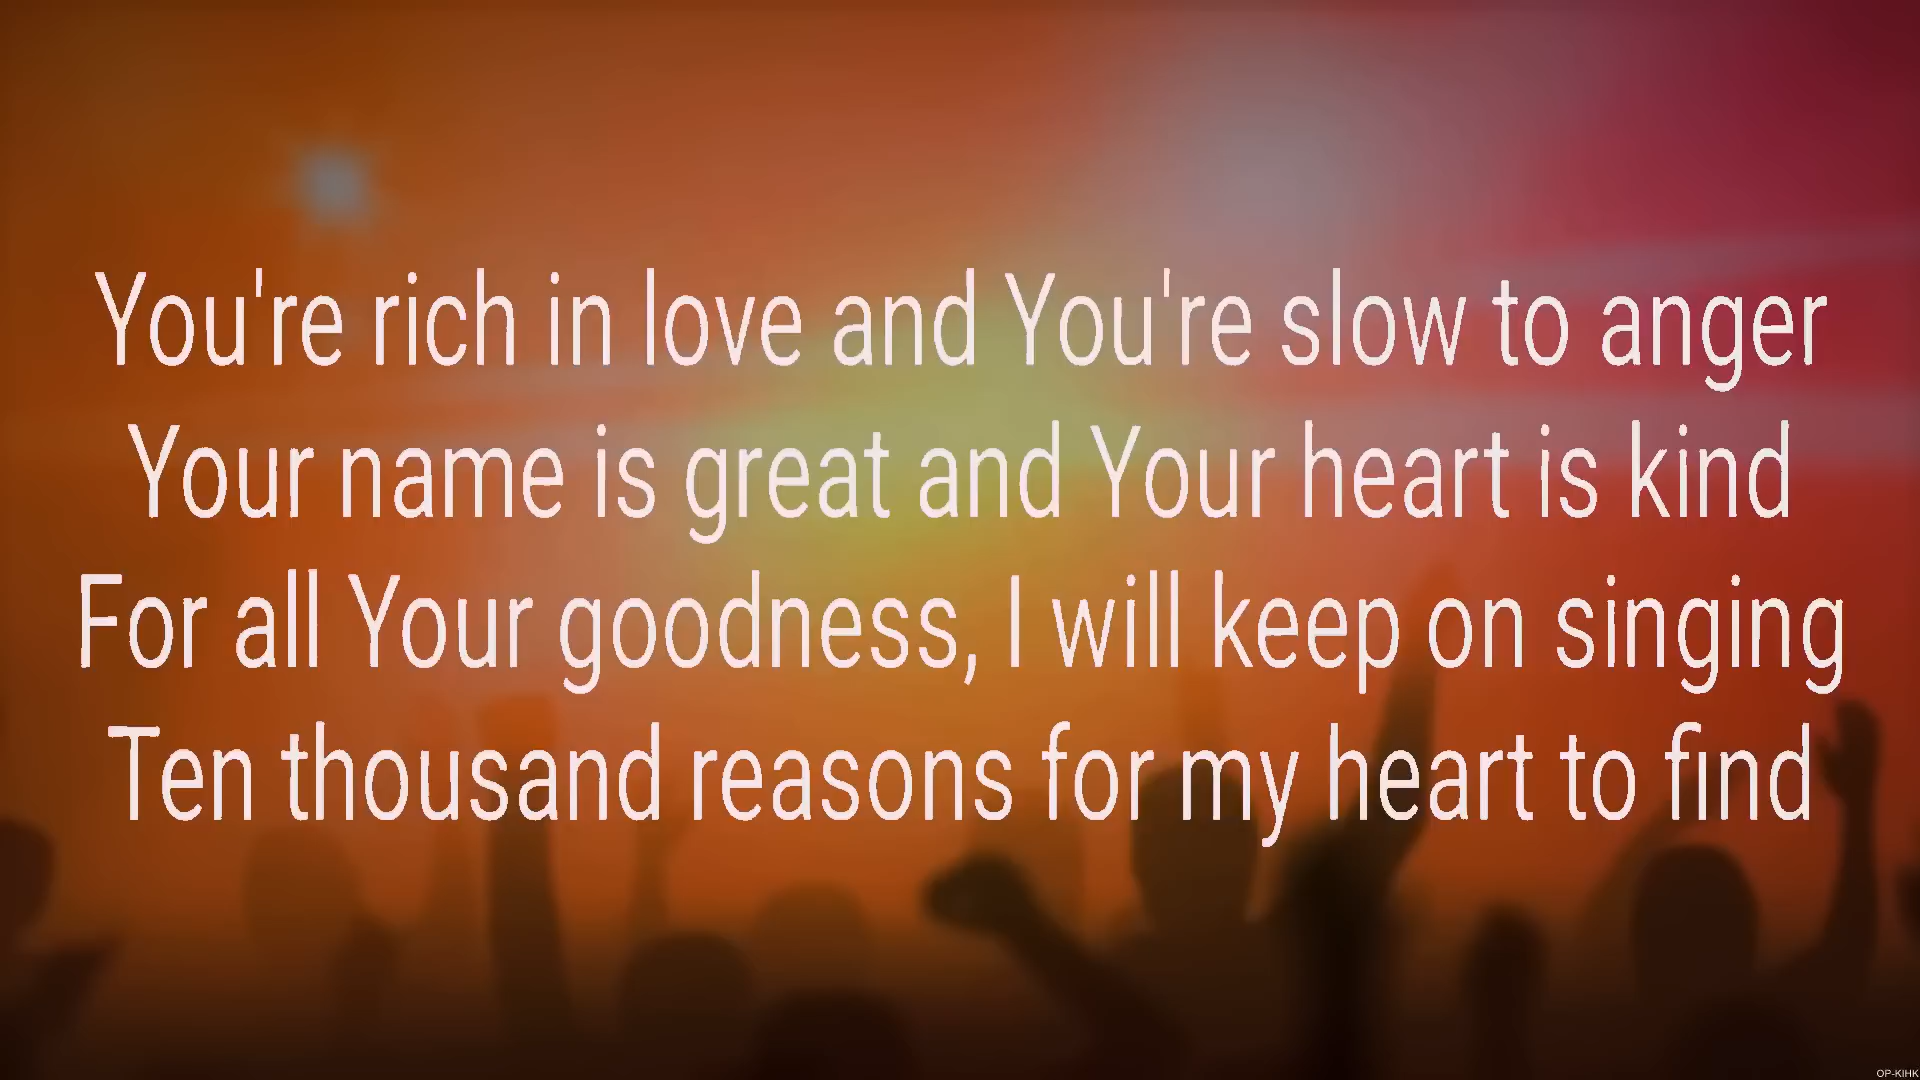 You're rich in love and You're slow to anger
Your name is great and Your heart is kind
For all Your goodness, I will keep on singing
Ten thousand reasons for my heart to find
OP-KIHK